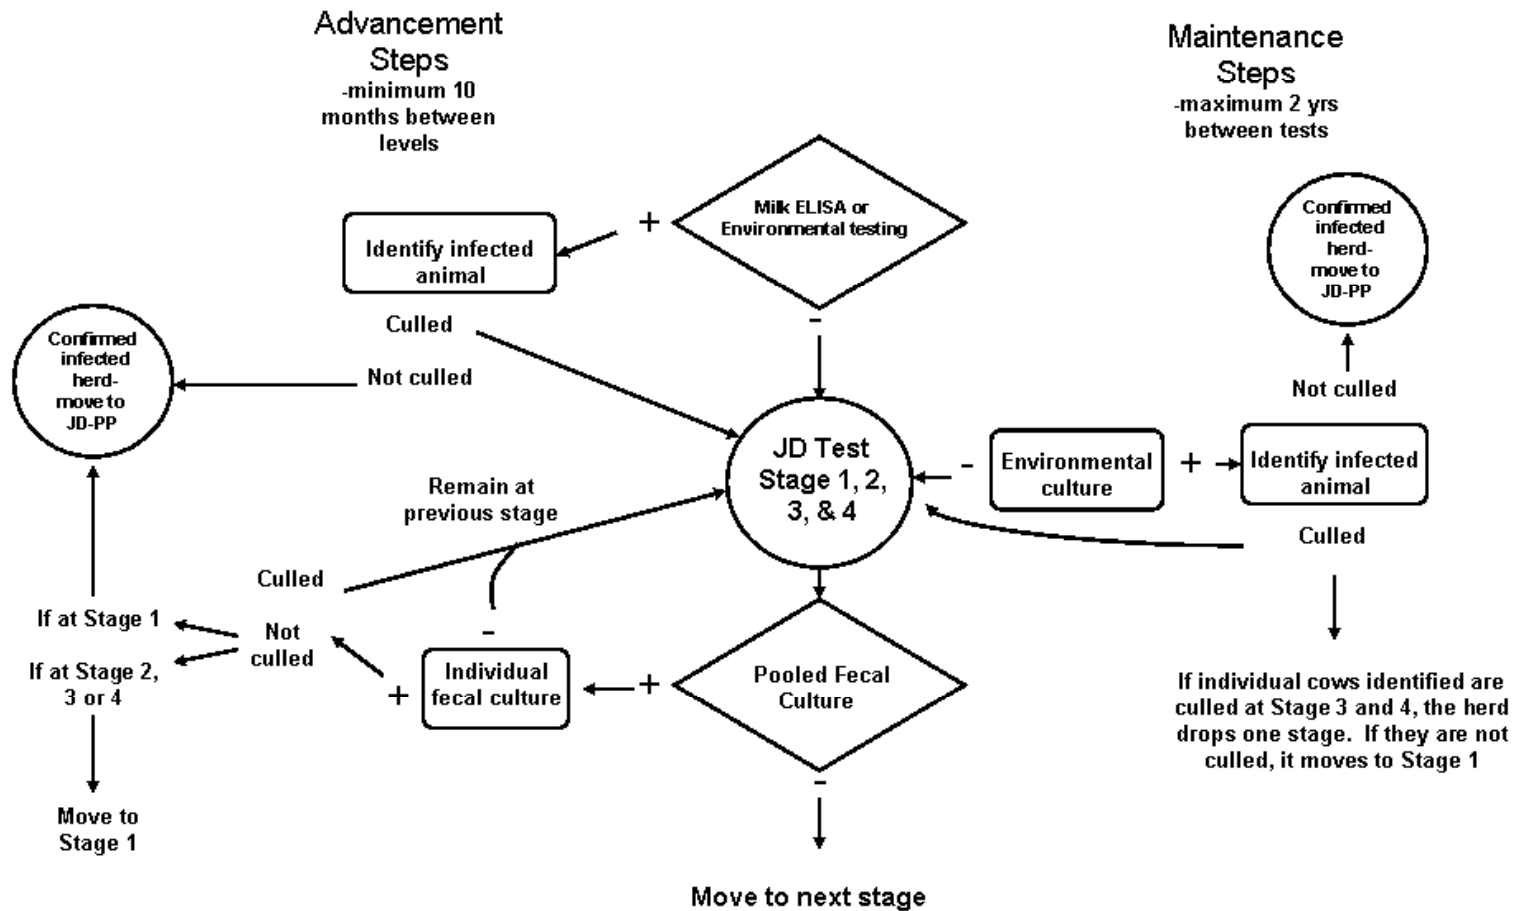 Advancement
Steps
-minimum 10
months between
levels
Maintenance
Steps
-maximum 2 yrs
between tests
Milk ELISA or
Environmental testing
+
-
Identify infected
animal
Culled
Not culled
Confirmed
infected
herd-
move to
JD-PP
Confirmed
infected
herd-
move to
JD-PP
Not culled
JD Test
Stage 1, 2,
3, & 4
-
Environmental
culture
+
Identify infected
animal
Culled
Remain at
previous stage
Culled
Not
culled
If at Stage 1
If at Stage 2,
3 or 4
Move to
Stage 1
-
Individual
fecal culture
+
+
Pooled Fecal
Culture
-
If individual cows identified are
culled at Stage 3 and 4, the herd
drops one stage. If they are not
culled, it moves to Stage 1
Move to next stage